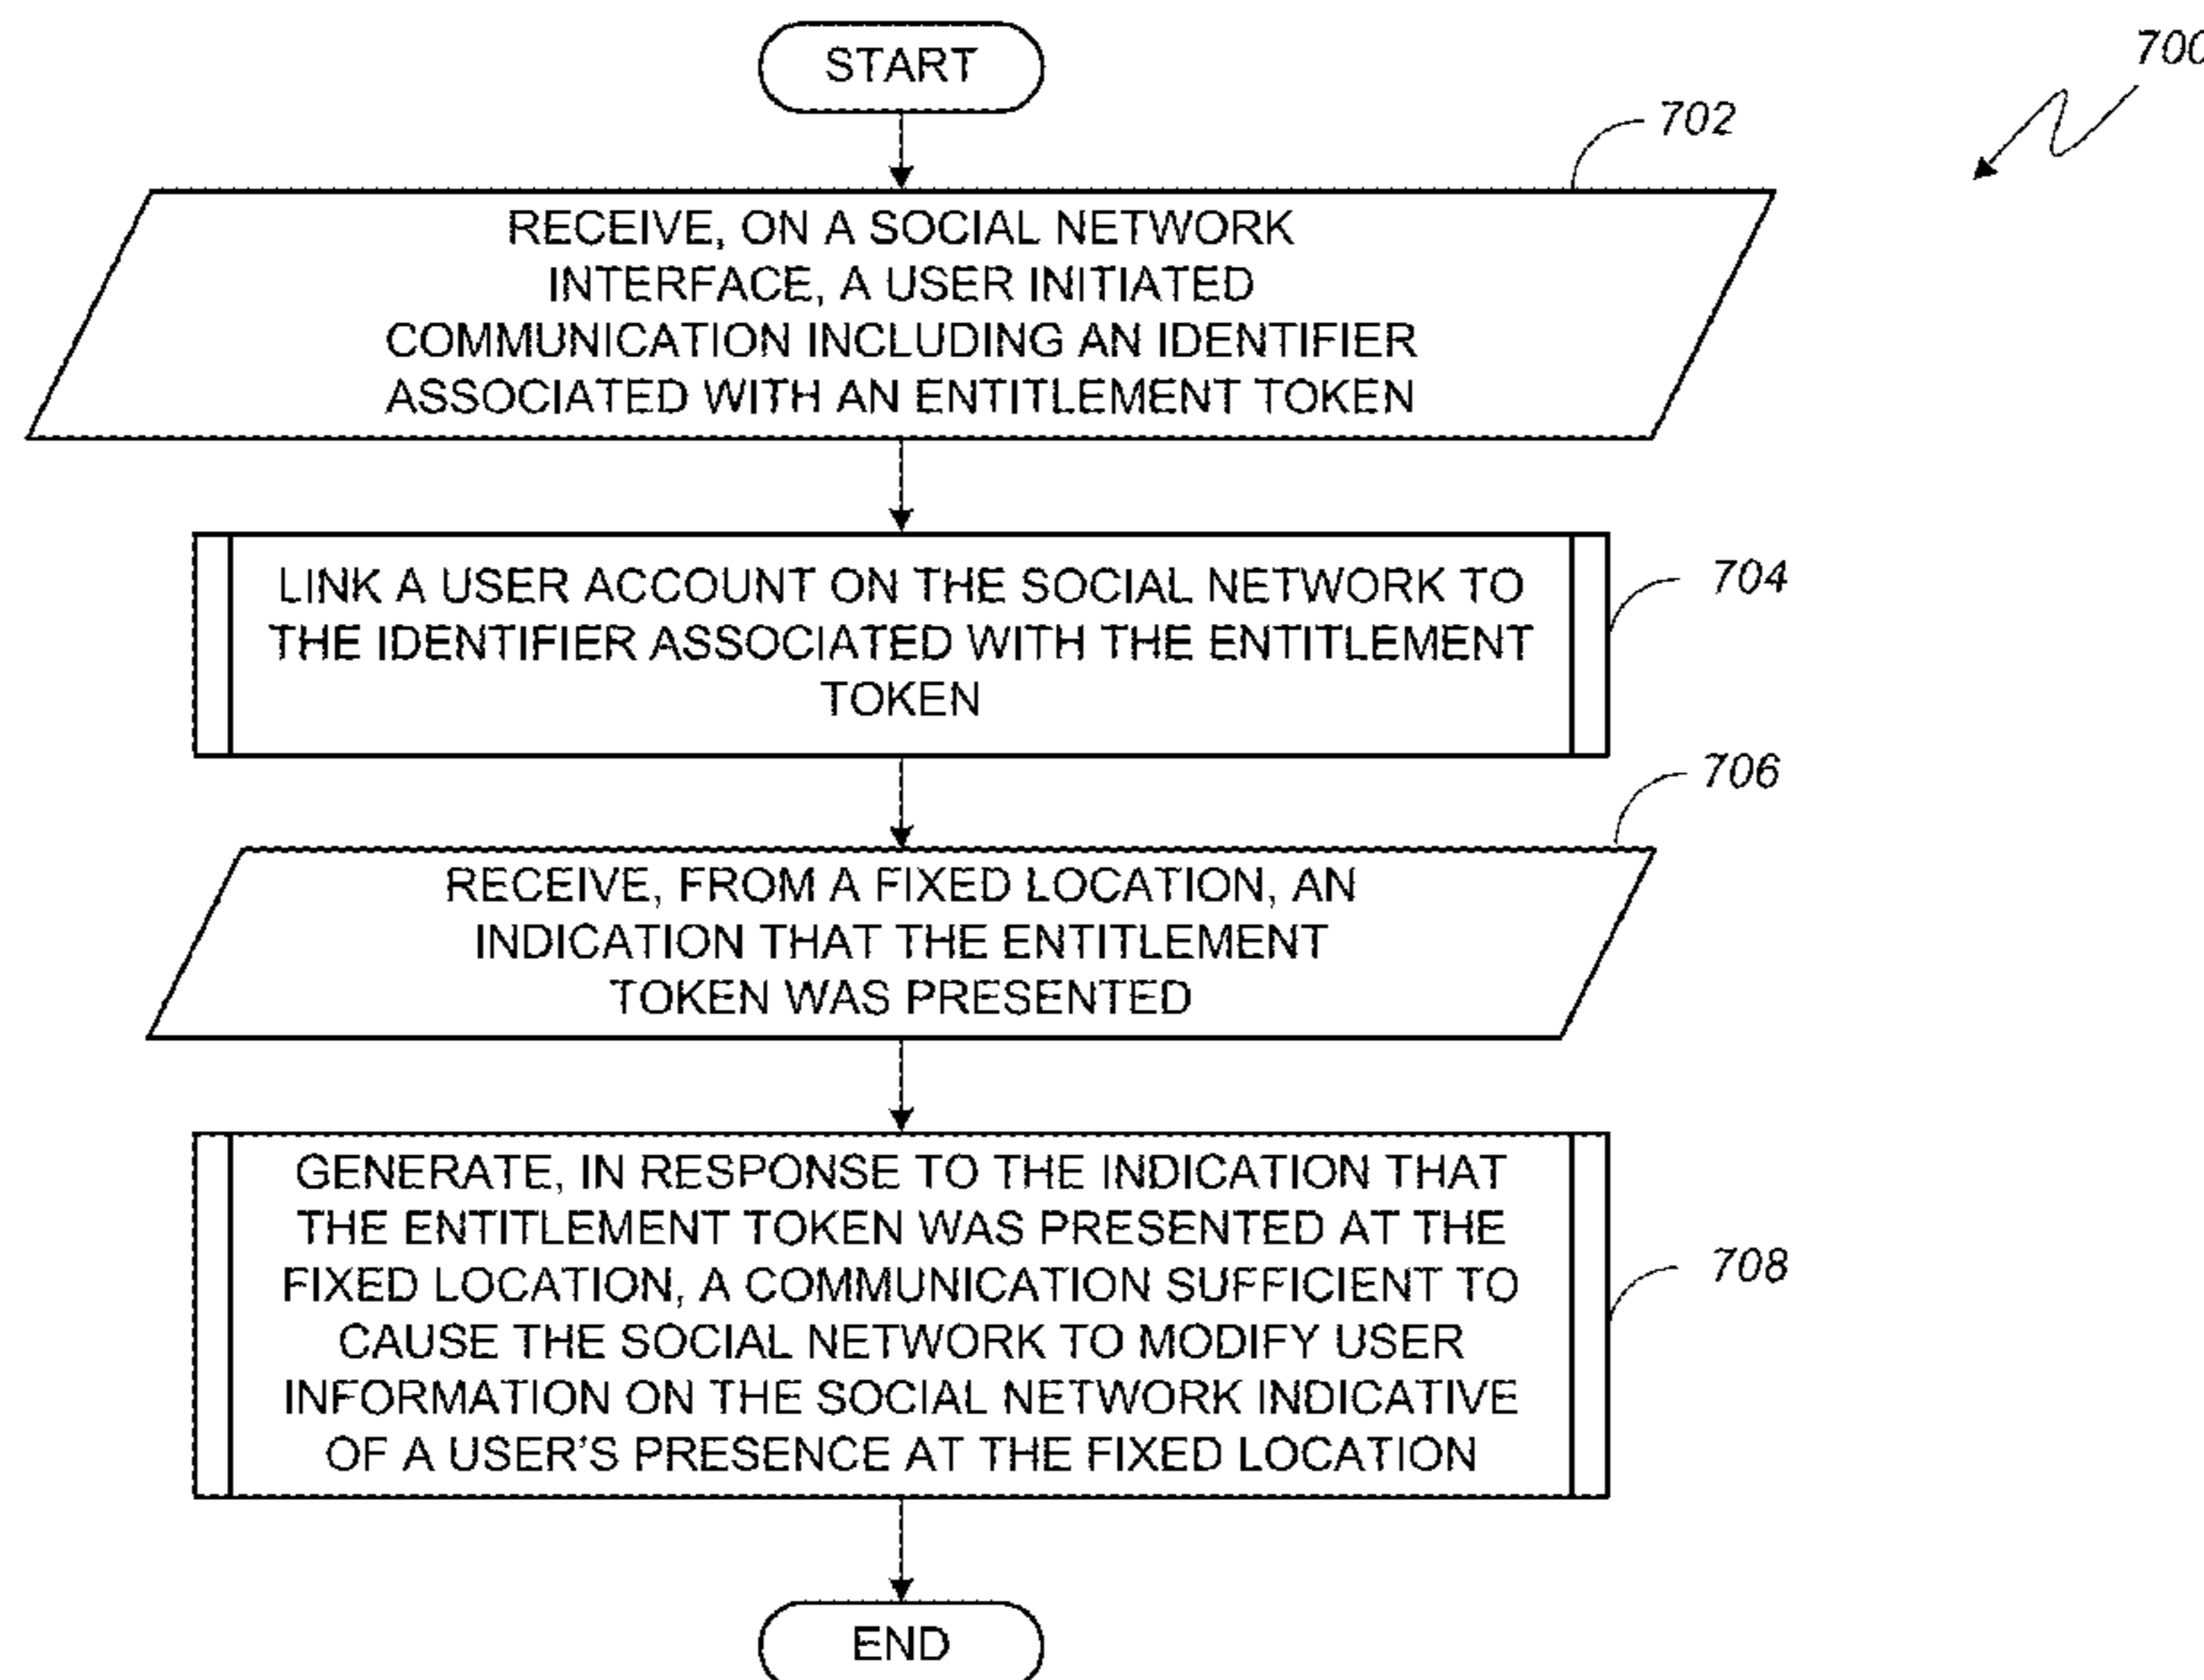 START
700
702
RECEIVE, ON A SOCIAL NETWORK
INTERFACE, A USER INITIATED
COMMUNICATION INCLUDING AN IDENTIFIER
ASSOCIATED WITH AN ENTITLEMENT TOKEN
704
LINK A USER ACCOUNT ON THE SOCIAL NETWORK TO
THE IDENTIFIER ASSOCIATED WITH THE ENTITLEMENT
TOKEN
706
RECEIVE, FROM A FIXED LOCATION, AN
INDICATION THAT THE ENTITLEMENT
TOKEN WAS PRESENTED
708
GENERATE, IN RESPONSE TO THE INDICATION THAT
THE ENTITLEMENT TOKEN WAS PRESENTED AT THE
FIXED LOCATION, A COMMUNICATION SUFFICIENT TO
CAUSE THE SOCIAL NETWORK TO MODIFY USER
INFORMATION ON THE SOCIAL NETWORK INDICATIVE
OF A USER'S PRESENCE AT THE FIXED LOCATION
END